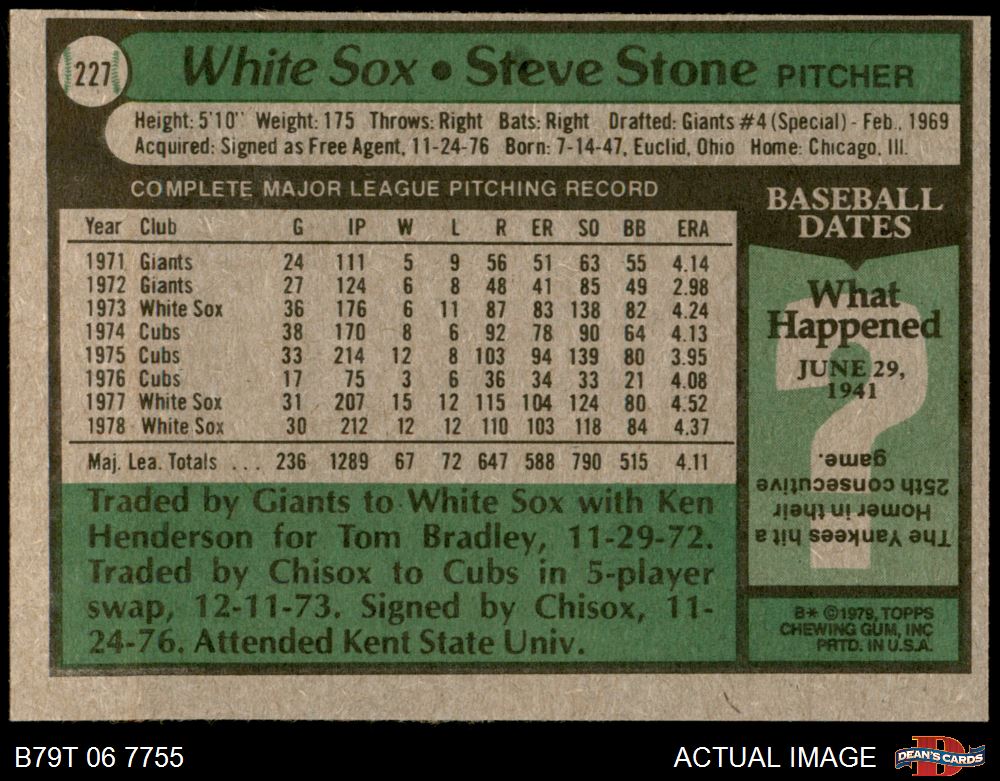 227
White Sox • Steve Stone PITCHER
Height: 5'10" Weight: 175 Throws: Right Bats: Right Drafted: Giants #4 (Special) - Feb., 1969
Acquired: Signed as Free Agent, 11-24-76 Born: 7-14-47, Euclid, Ohio Home: Chicago, Ill.
COMPLETE MAJOR LEAGUE PITCHING RECORD
Year Club G IP W L R ER SO BB ERA
1971 Giants 24 111 5 9 56 51 63 55 4.14
1972 Giants 27 124 6 8 48 41 85 49 2.98
1973 White Sox 36 176 6 11 87 83 138 82 4.24
1974 Cubs 38 170 8 6 92 78 90 64 4.13
1975 Cubs 33 214 12 8 103 94 139 80 3.95
1976 Cubs 17 75 3 6 36 34 33 21 4.08
1977 White Sox 31 207 15 12 115 104 124 80 4.52
1978 White Sox 30 212 12 12 110 103 118 84 4.37
Maj. Lea. Totals ... 236 1289 67 72 647 588 790 515 4.11
Traded by Giants to White Sox with Ken
Henderson for Tom Bradley, 11-29-72.
Traded by Chisox to Cubs in 5-player
swap, 12-11-73. Signed by Chisox, 11-
24-76. Attended Kent State Univ.
BASEBALL
DATES
What
Happened
JUNE 29,
1941
?
The Yankees hit a
Homer in their
25th consecutive
game.
B* ©1979, TOPPS
CHEWING GUM, INC
PRTD. IN U.S.A.
B79T 06 7755
ACTUAL IMAGE
D
DEAN'S CARDS